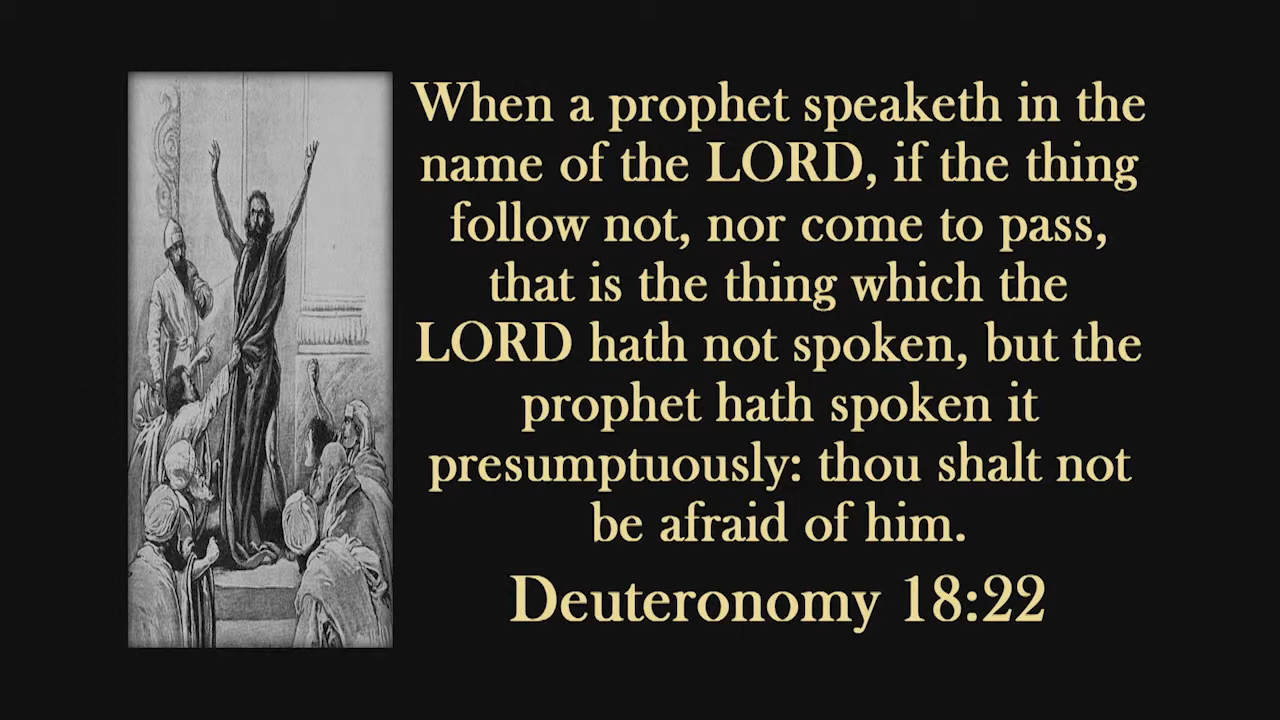 When a prophet speaketh in the
name of the LORD, if the thing
follow not, nor come to pass,
that is the thing which the
LORD hath not spoken, but the
prophet hath spoken it
presumptuously: thou shalt not
be afraid of him.
Deuteronomy 18:22